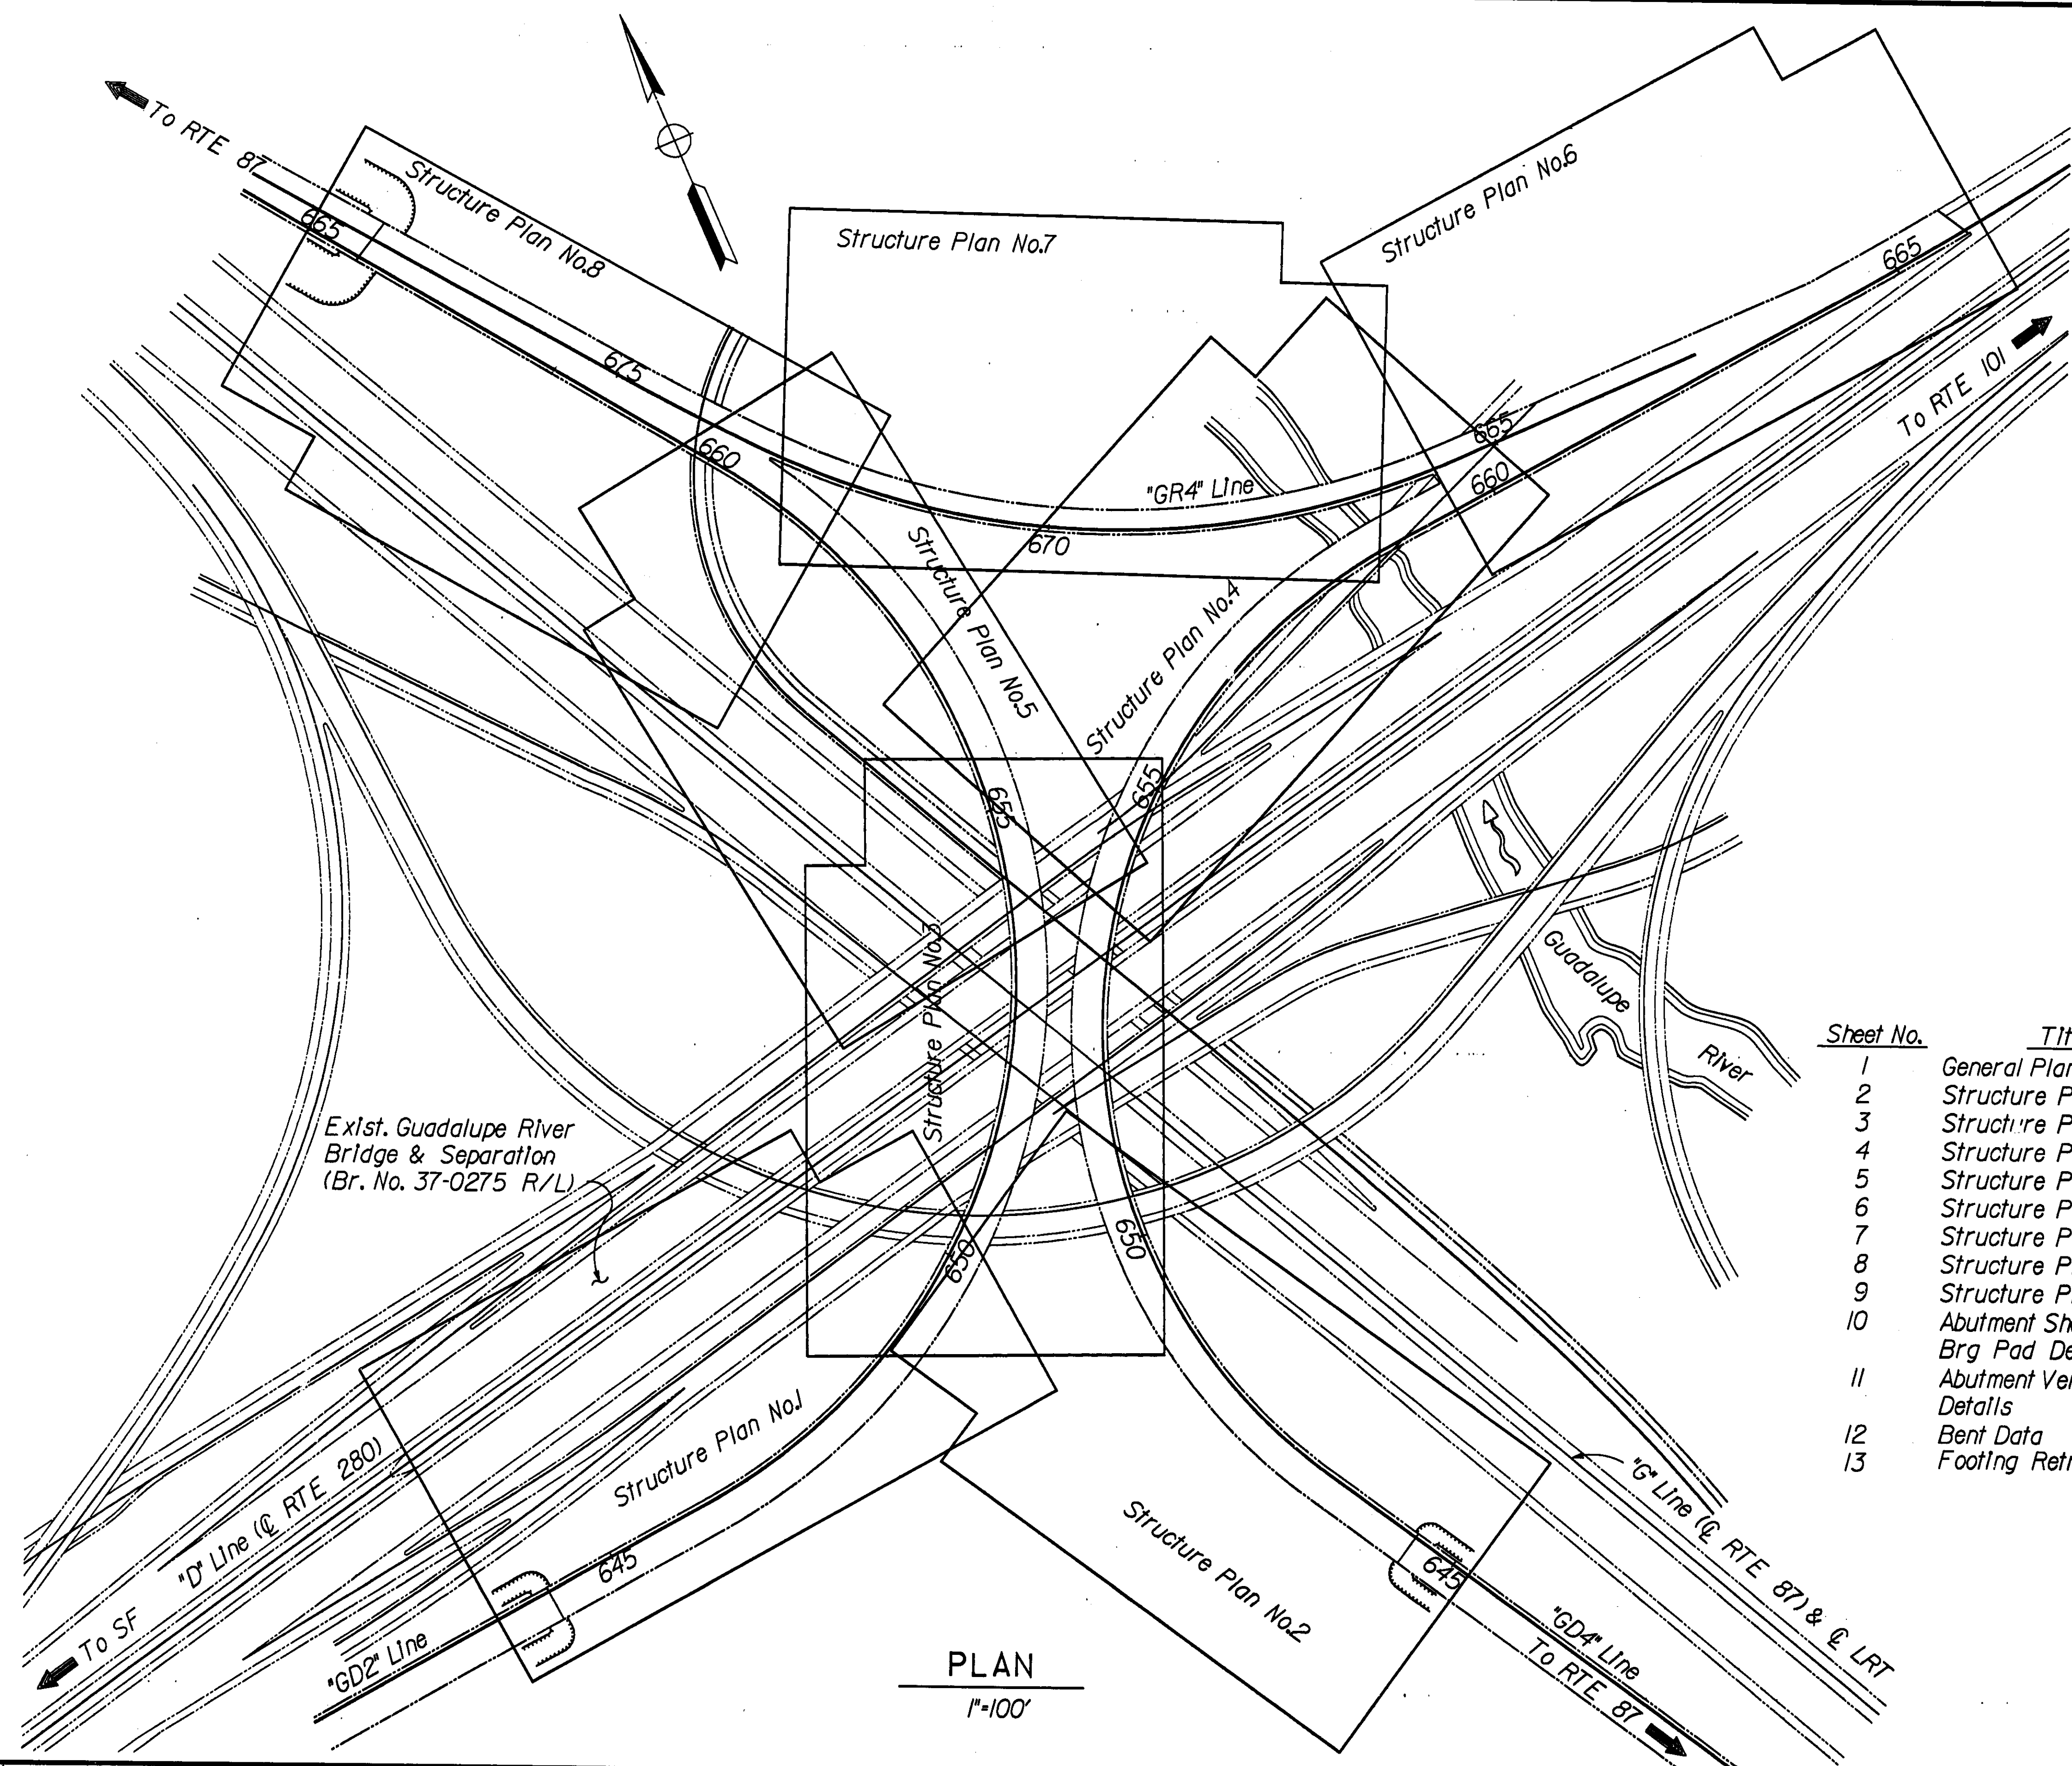 To RTE 87
Structure Plan No.8
665
675
660
Structure Plan No.7
Structure Plan No.6
665
To RTE 101
665
660
"GR4" Line
670
Structure Plan No.5
Structure Plan No.4
655
655
Structure Plan No.3
Guadalupe
River
Exist. Guadalupe River
Bridge & Separation
(Br. No. 37-0275 R/L)
650
650
Structure Plan No.1
"D" Line (℄ RTE 280)
To SF
645
"GD2" Line
Structure Plan No.2
645
"G" Line (℄ RTE 87) & ℄ LRT
"GD4" Line
To RTE 87
PLAN
1"=100'
Sheet No. Tit
1 General Plan
2 Structure P
3 Structure P
4 Structure P
5 Structure P
6 Structure P
7 Structure P
8 Structure P
9 Structure P
10 Abutment Sh
Brg Pad De
11 Abutment Ve
Details
12 Bent Data
13 Footing Retr